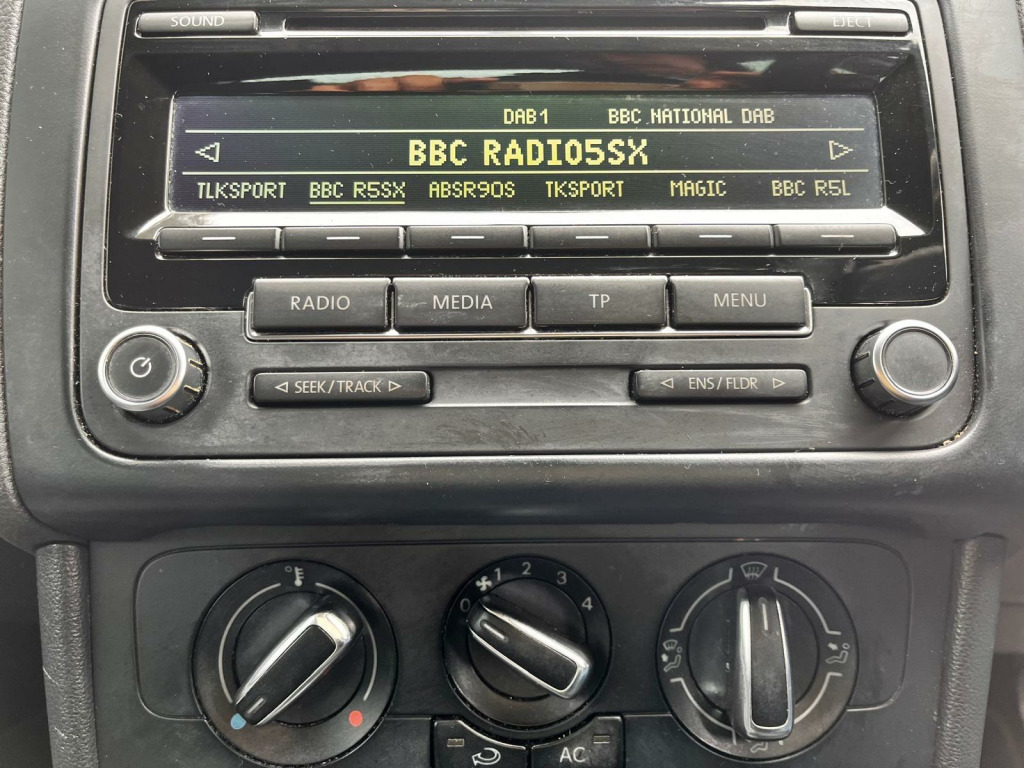 SOUND EJECT
DAB1 BBC NATIONAL DAB
BBC RADIO5SX
TLKSPORT BBC R5SX ABSR90S TKSPORT MAGIC BBC R5L
RADIO MEDIA TP MENU
SEEK/TRACK ENS/FLDR
0 1 2 3 4
AC